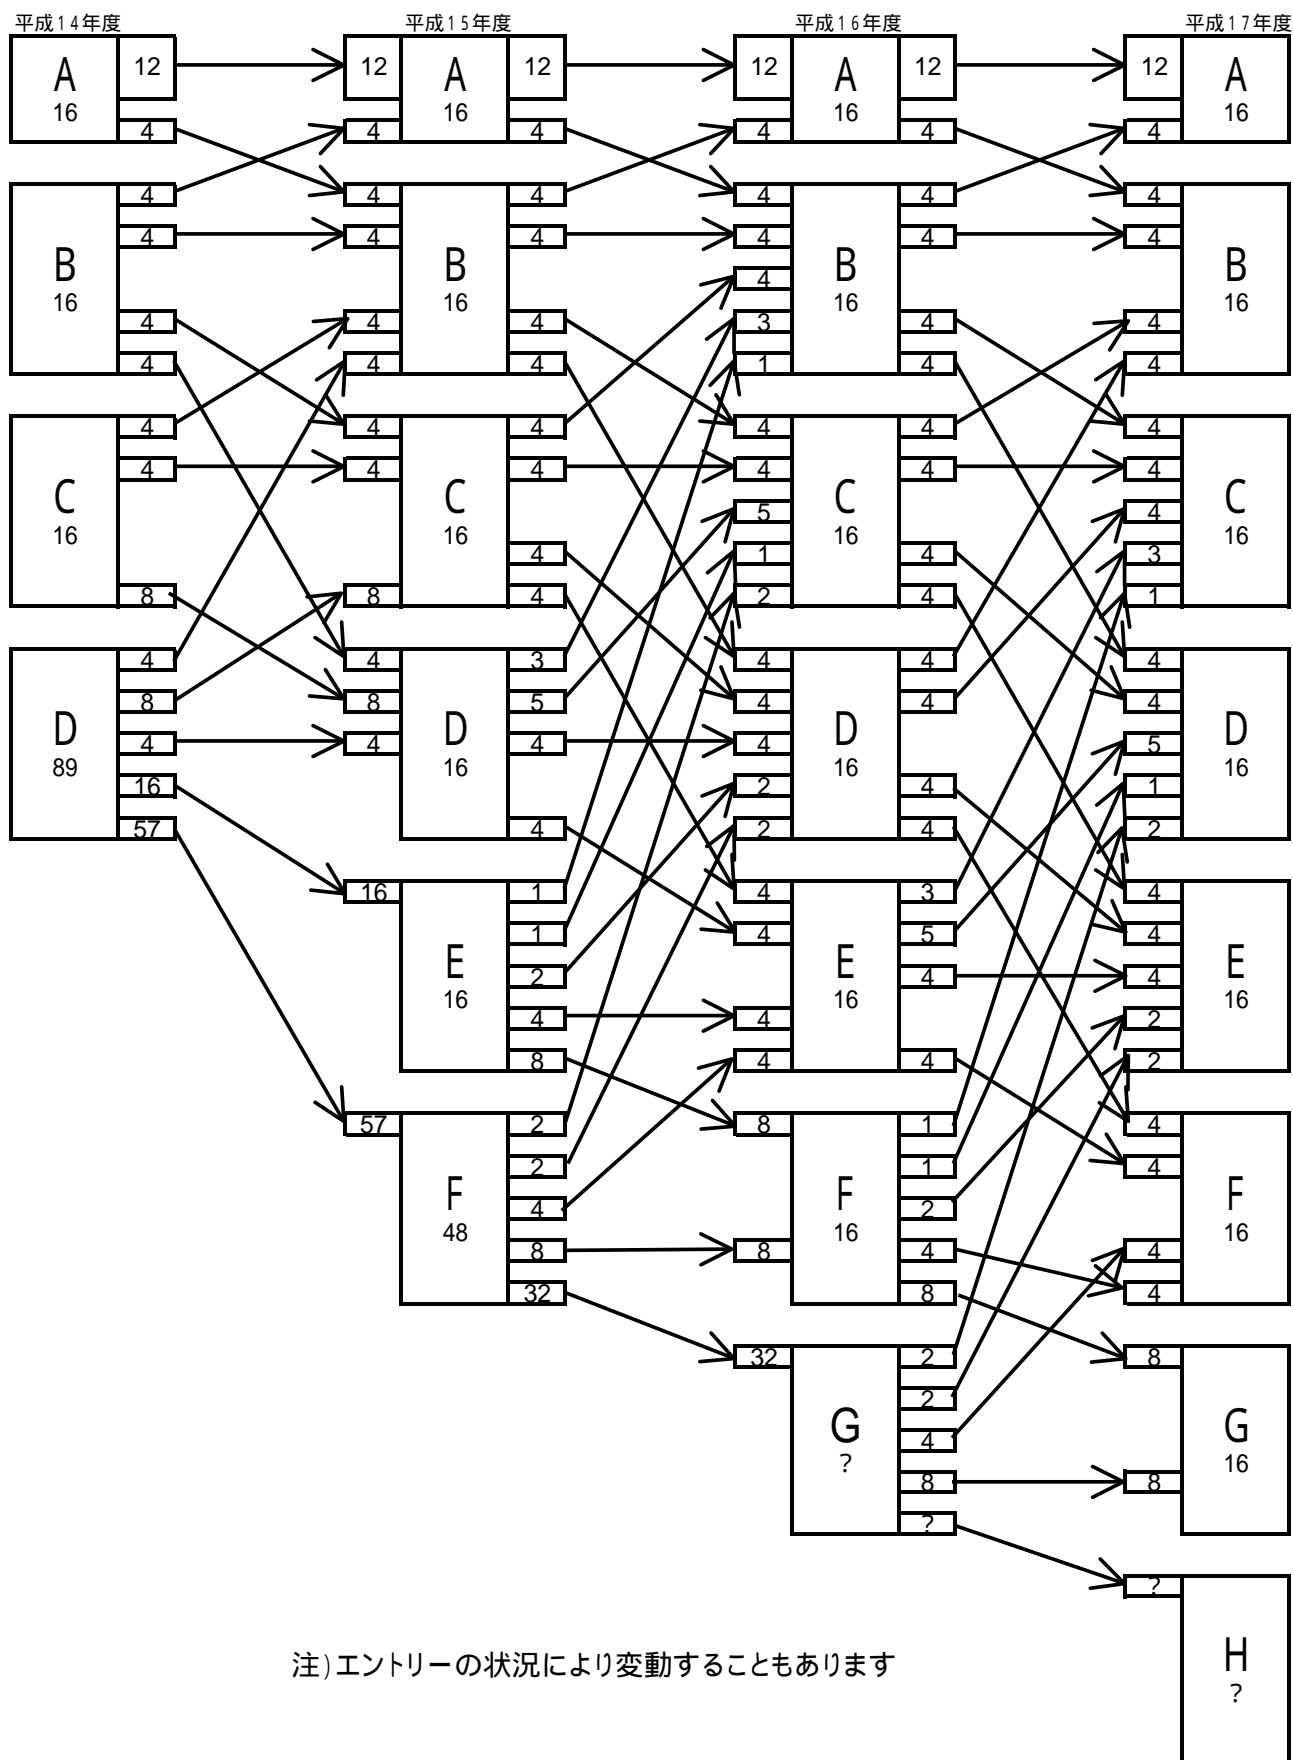 平成14年度 平成15年度 平成16年度 平成17年度
12 12 12 12 12 12
A A A A
16 16 16 16
4 4 4 4 4 4
4 4 4 4 4 4
4 4 4 4 4 4
B B B B
4
16 16 16 16
4 4 4 3 4 4
4 4 4 1 4 4
4 4 4 4 4 4
4 4 4 4 4 4
C C C C
5 4
16 16 16 16
4 1 4 3
8 8 4 2 4 1
4 4 3 4 4 4
8 8 5 4 4 4
D D D D
4 4 4 4 5
89 16 16 16
16 2 4 1
57 4 2 4 2
16 1 4 3 4
1 4 5 4
E E E
2 4 4
16 16 16
4 4 2
8 4 4 2
57 2 8 1 4
2 1 4
F F F
4 2
48 16 16
8 8 4 4
32 8 4
32 2 8
2
G G
4
? 16
8 8
?
?
H
?
注)エントリーの状況により変動することもあります